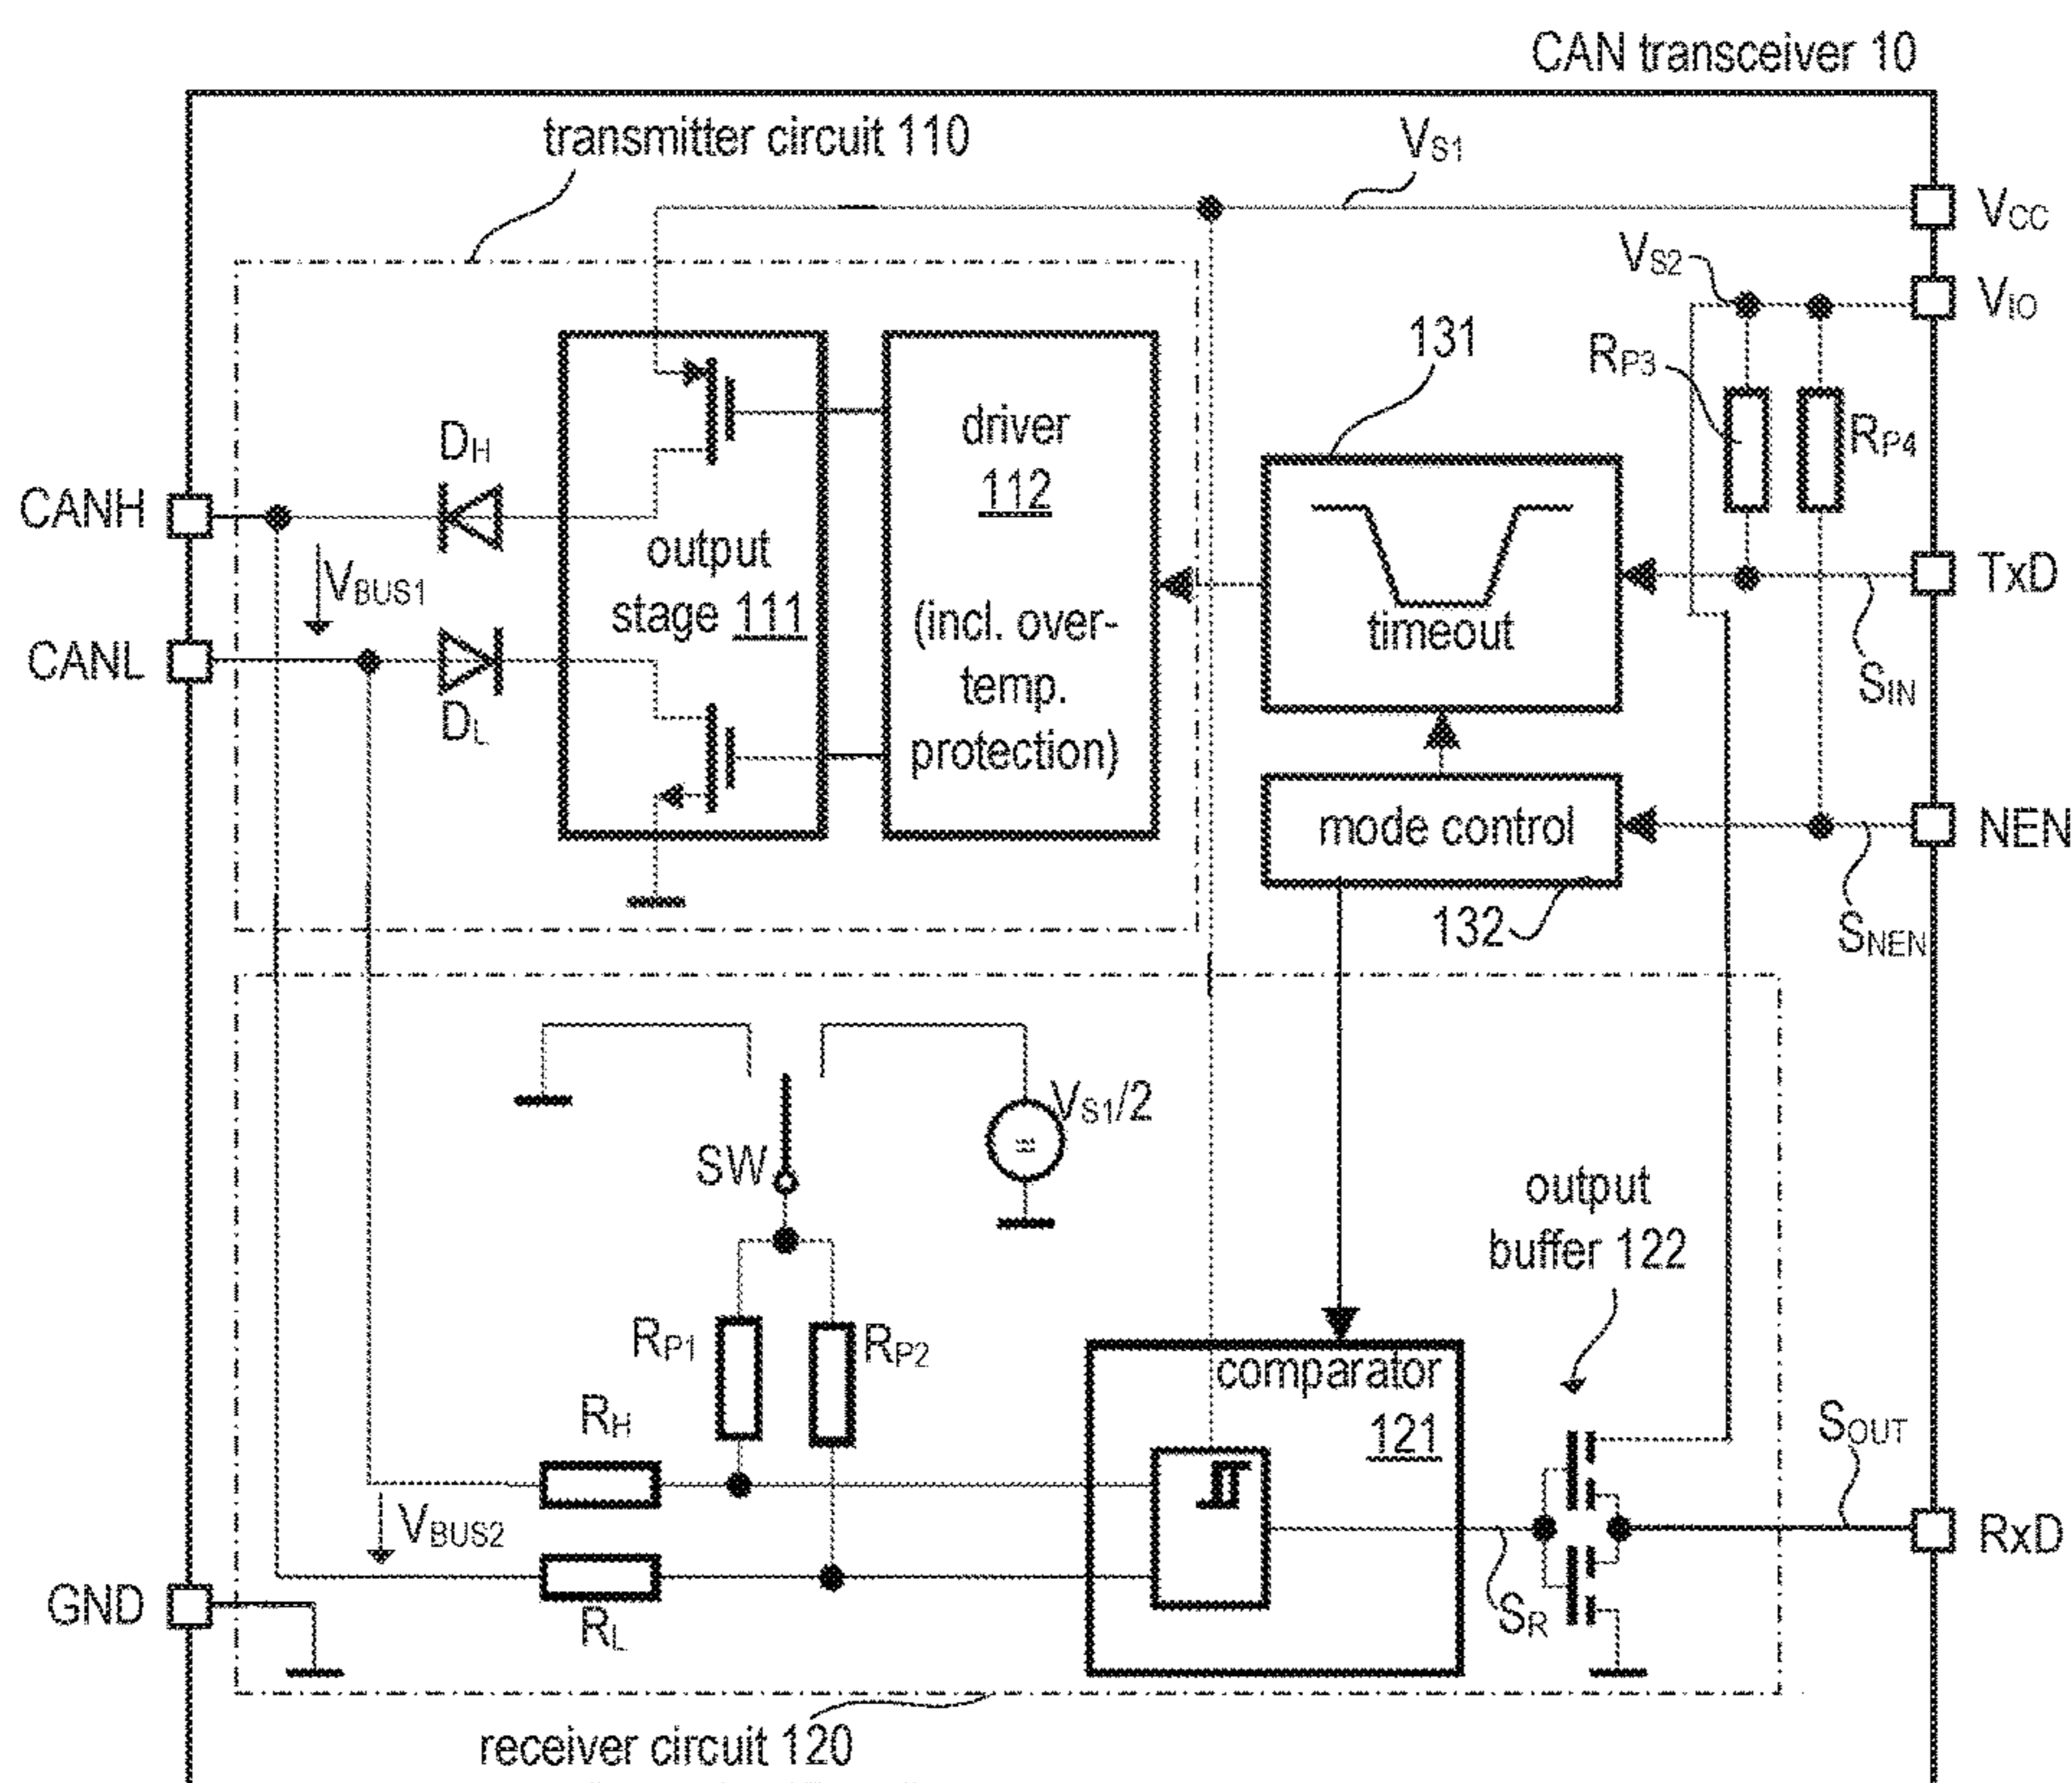 CAN transceiver 10
transmitter circuit 110
VS1
VCC
VS2
VIO
131
RP3
RP4
DH
driver
112
(incl. over-
temp.
protection)
CANH
output
stage 111
VBUS1
timeout
TxD
CANL
SIN
DL
mode control
NEN
132
SNEN
VS1/2
SW
output
buffer 122
RP1
RP2
comparator
121
RH
SOUT
VBUS2
RxD
GND
RL
SR
receiver circuit 120